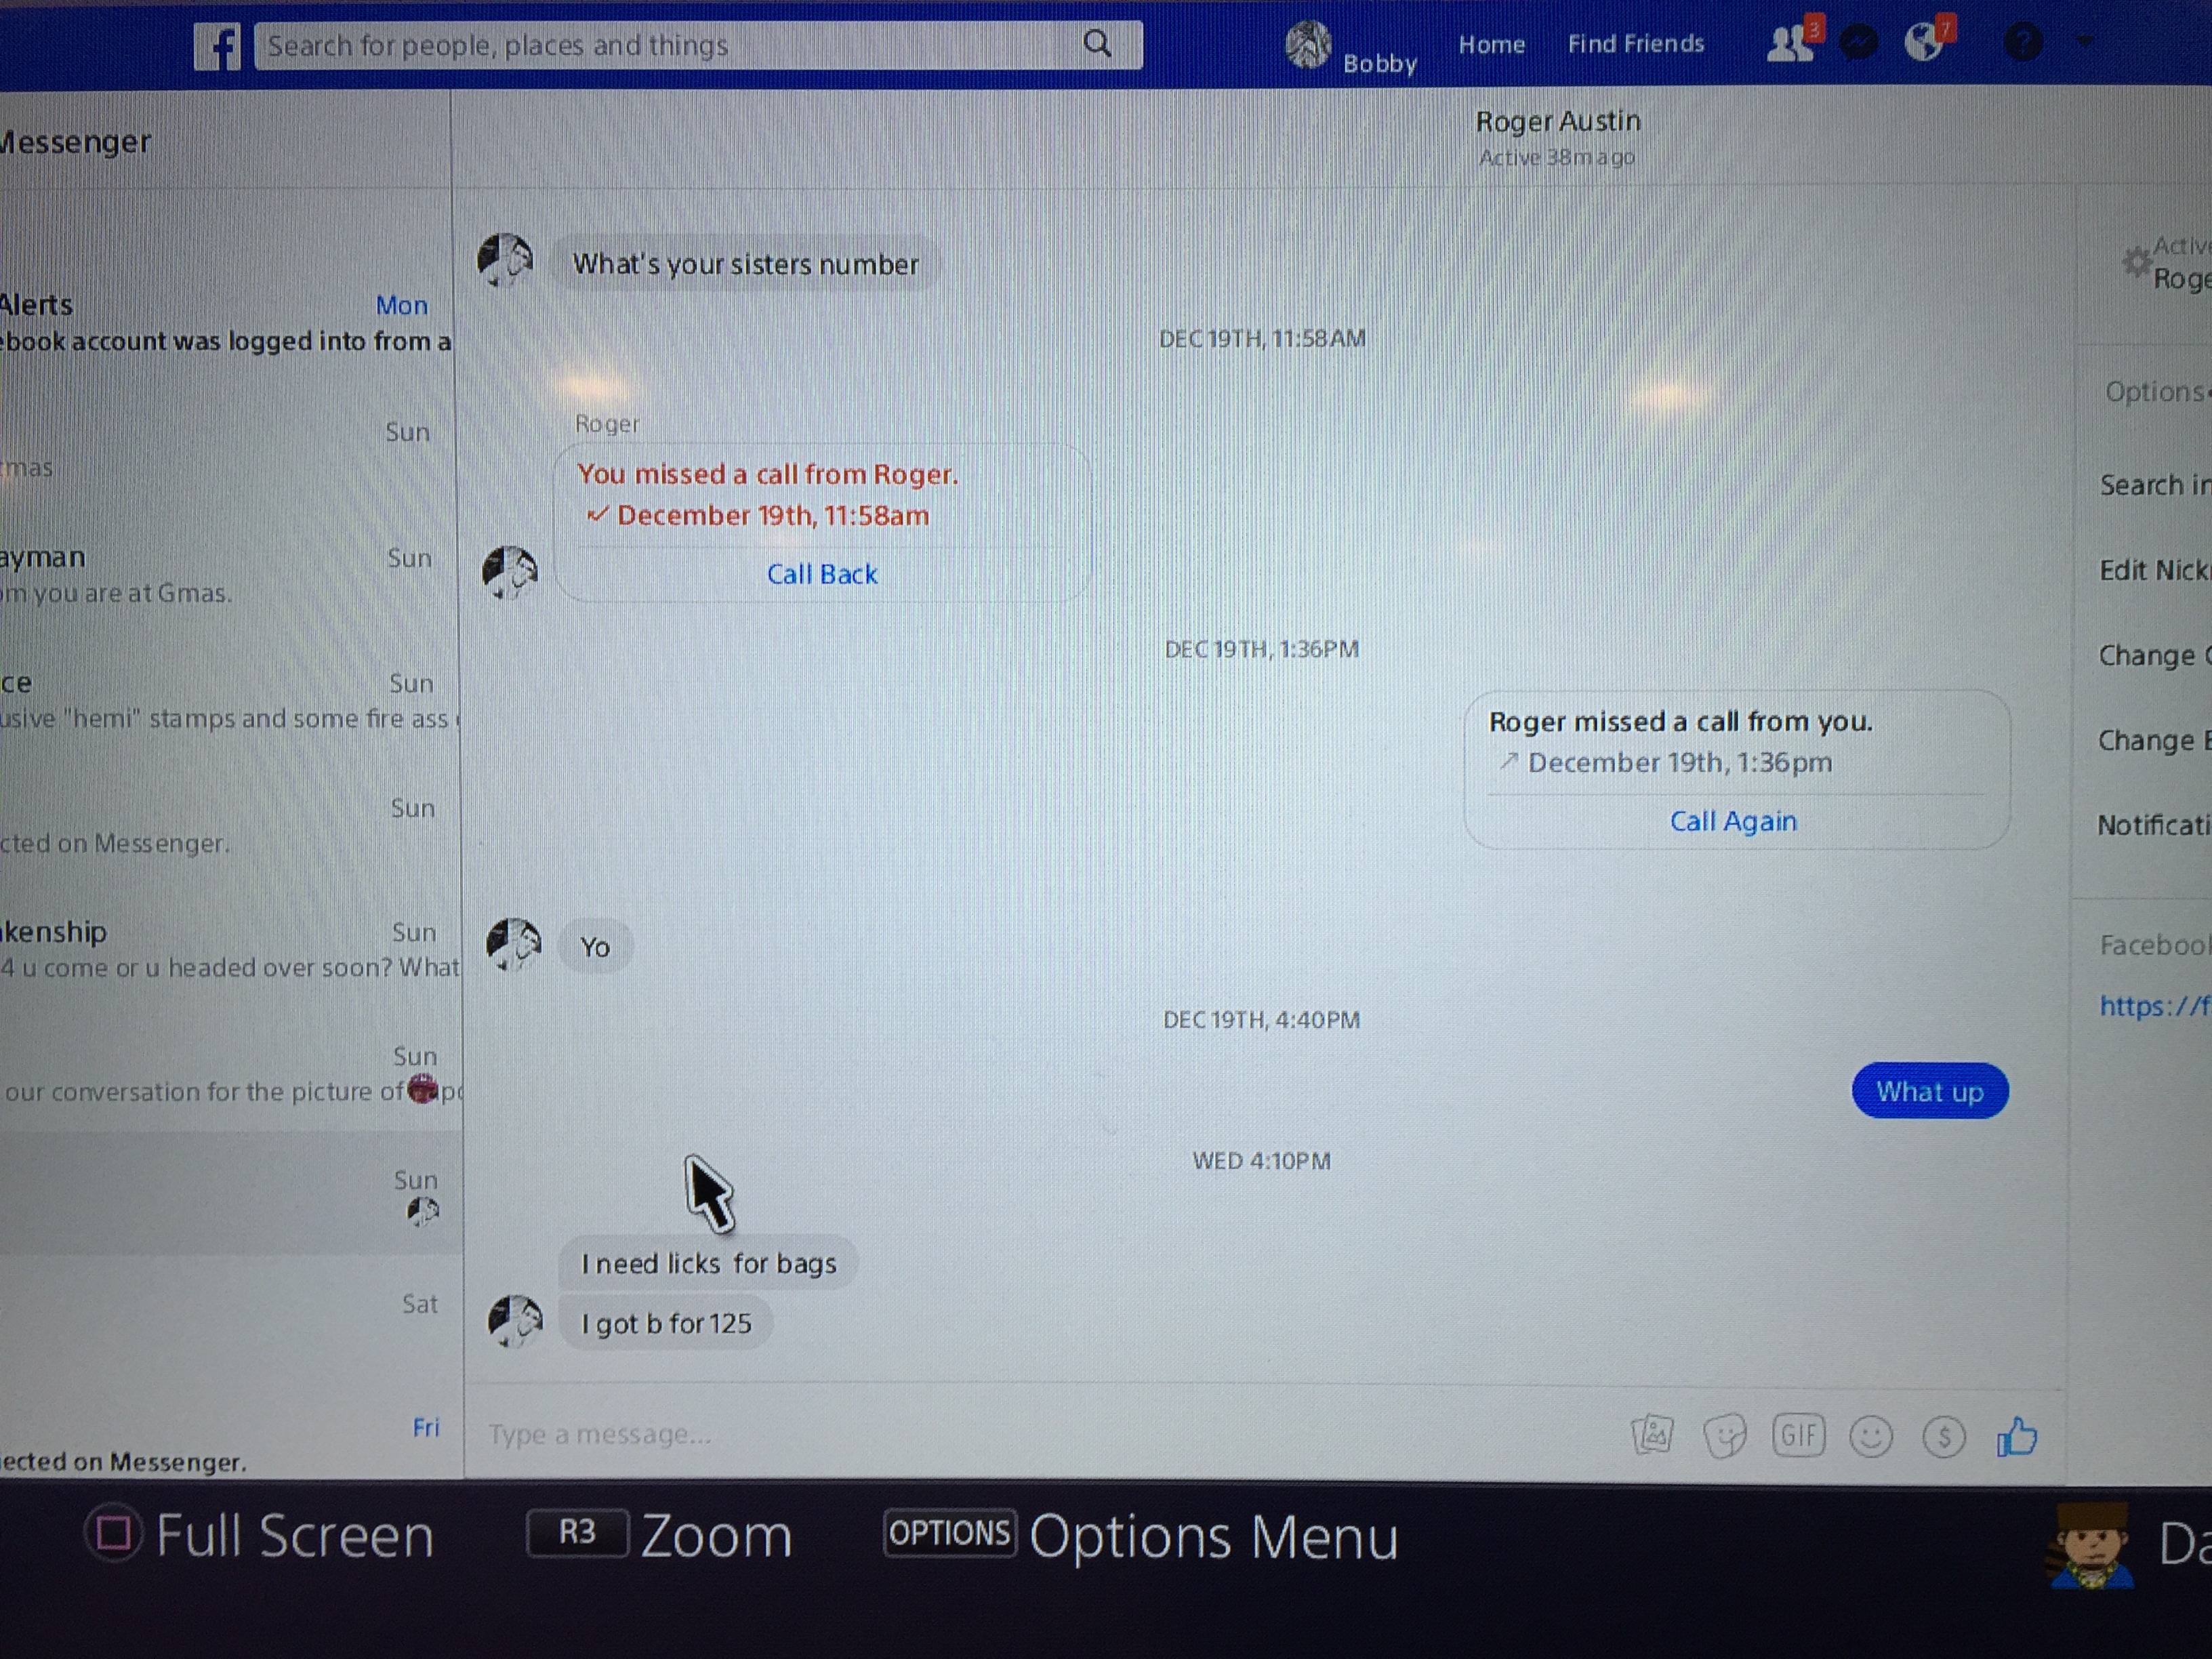 f
Search for people, places and things
Bobby
Home
Find Friends
3
7
?
Messenger
Alerts
Mon
ebook account was logged into from a
Sun
mas
ayman
Sun
om you are at Gmas.
ce
Sun
usive "hemi" stamps and some fire ass
Sun
cted on Messenger.
kenship
Sun
4 u come or u headed over soon? What
Sun
our conversation for the picture of
Sun
Sat
Fri
ected on Messenger.
Roger Austin
Active 38m ago
What's your sisters number
DEC 19TH, 11:58AM
Roger
You missed a call from Roger.
December 19th, 11:58am
Call Back
DEC 19TH, 1:36PM
Roger missed a call from you.
December 19th, 1:36pm
Call Again
Yo
DEC 19TH, 4:40PM
What up
WED 4:10PM
I need licks for bags
I got b for 125
Type a message...
GIF
$
Active
Roge
Options
Search in
Edit Nick
Change
Change
Notificati
Facebook
https://f
Full Screen
R3 Zoom
OPTIONS Options Menu
Da